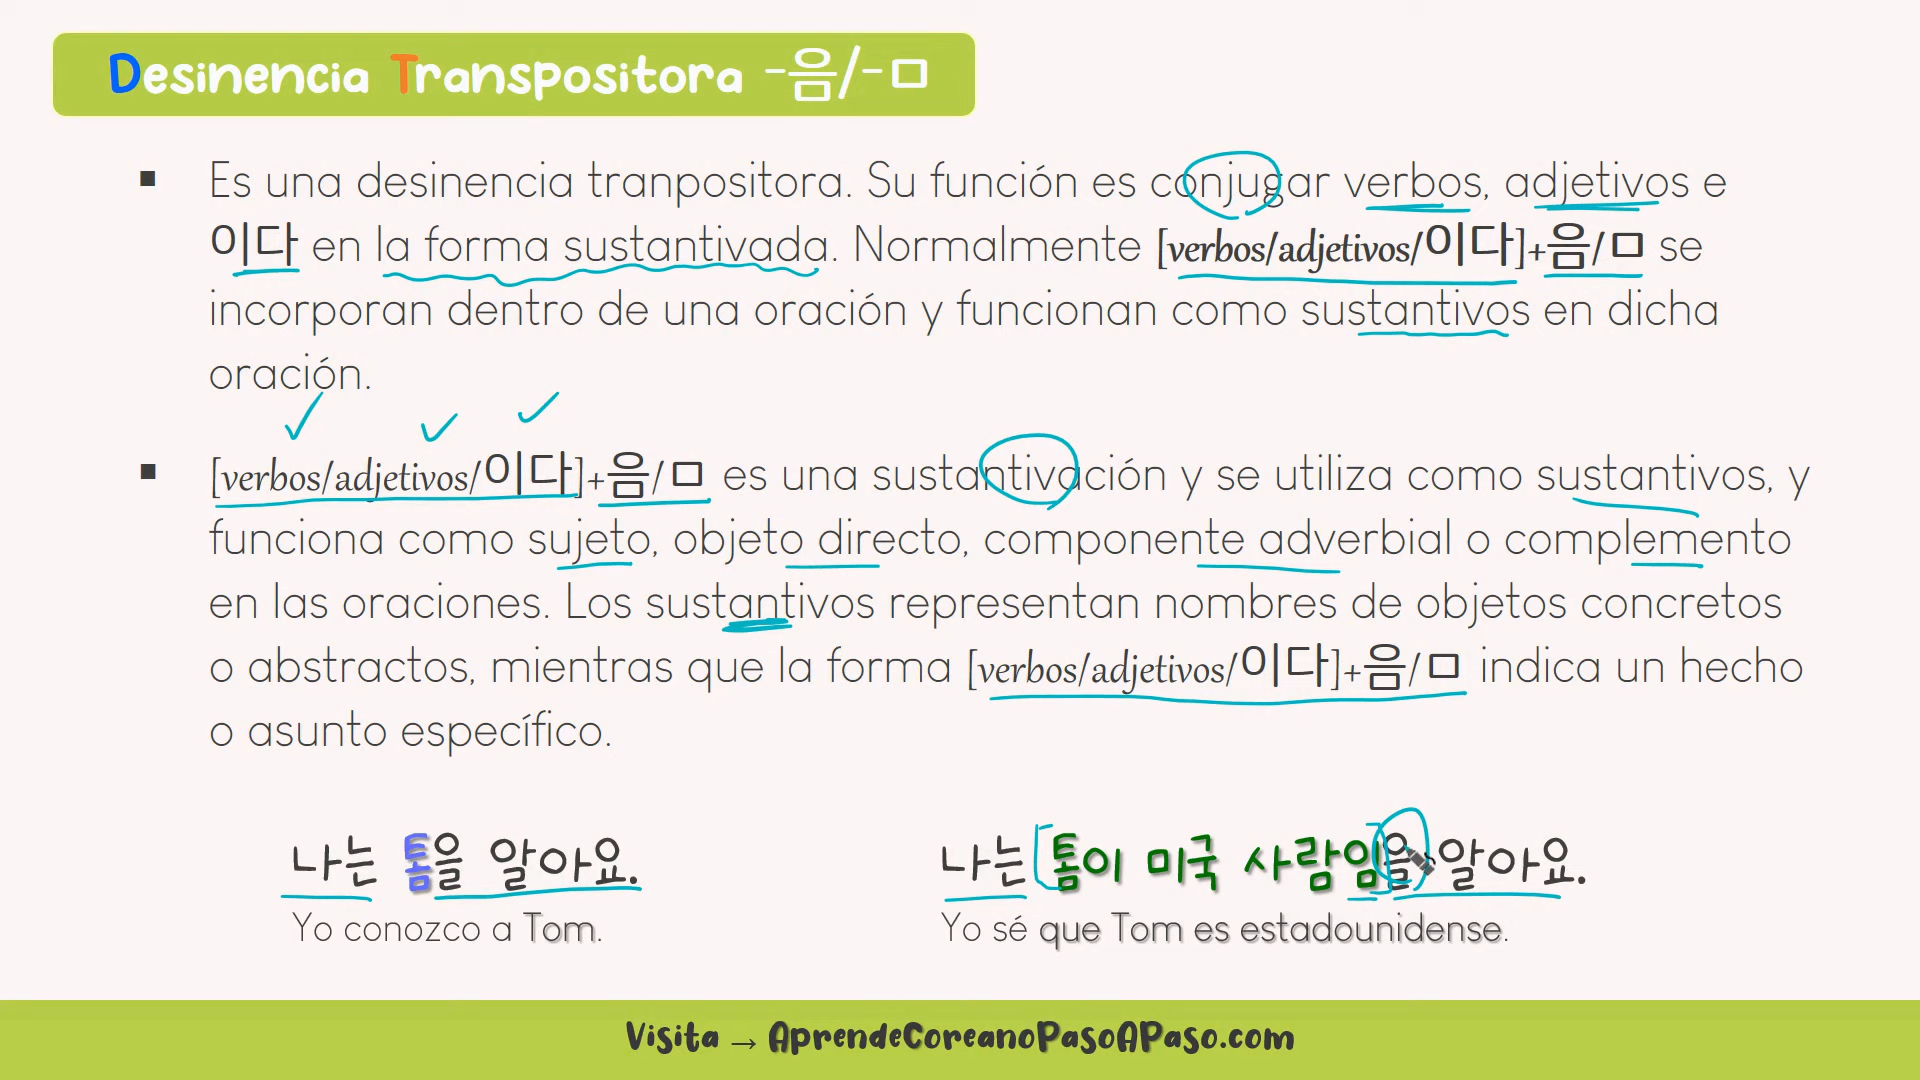 Desinencia Transpositora -음/-ㅁ
▪ Es una desinencia tranpositora. Su función es conjugar verbos, adjetivos e
이다 en la forma sustantivada. Normalmente [verbos/adjetivos/이다]+음/ㅁ se
incorporan dentro de una oración y funcionan como sustantivos en dicha
oración.
▪ [verbos/adjetivos/이다]+음/ㅁ es una sustantivación y se utiliza como sustantivos, y
funciona como sujeto, objeto directo, componente adverbial o complemento
en las oraciones. Los sustantivos representan nombres de objetos concretos
o abstractos, mientras que la forma [verbos/adjetivos/이다]+음/ㅁ indica un hecho
o asunto específico.
나는 톰을 알아요.
Yo conozco a Tom.
나는 톰이 미국 사람임을 알아요.
Yo sé que Tom es estadounidense.
Visita → AprendeCoreanoPasoAPaso.com